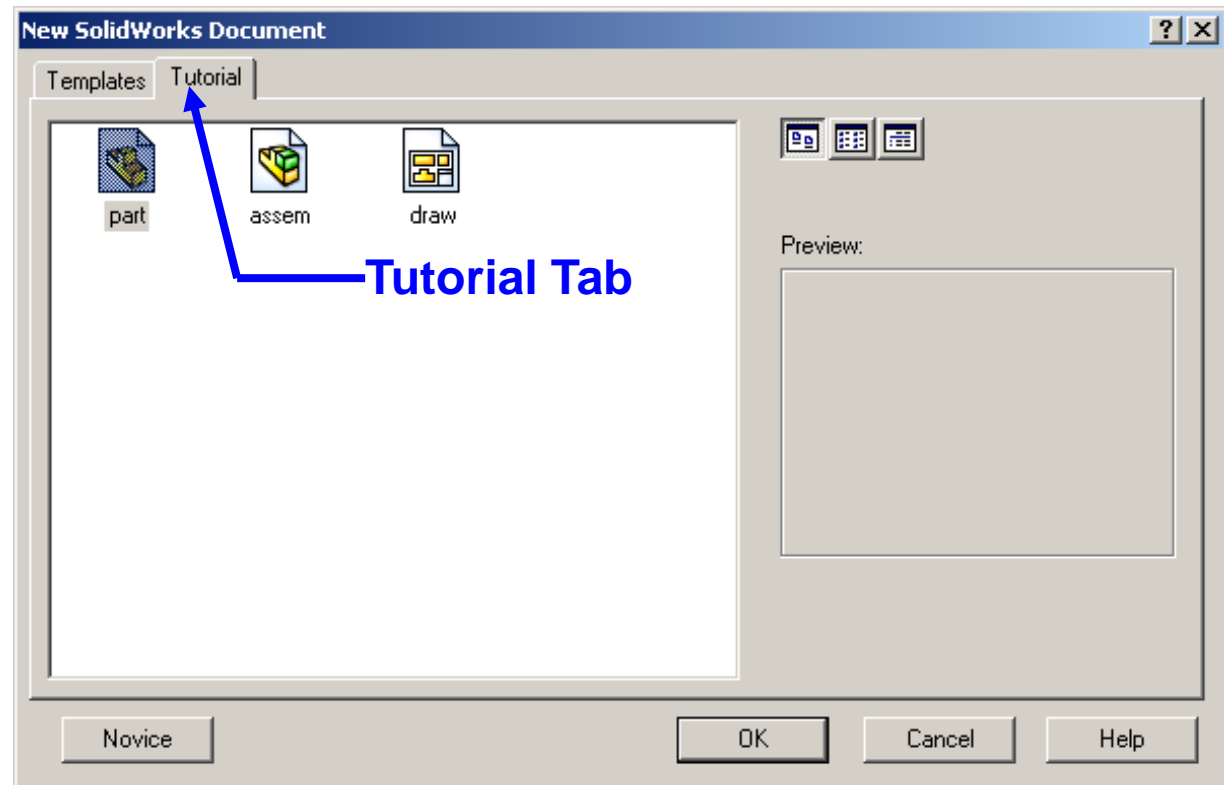 New SolidWorks Document
Templates Tutorial
part assem draw
Preview:
Tutorial Tab
Novice OK Cancel Help